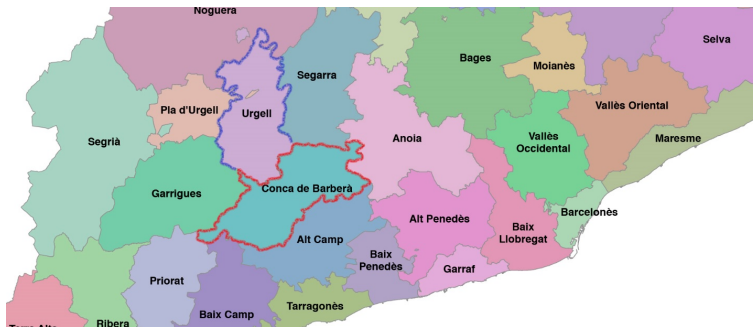 Noguera
Selva
Segarra
Bages
Moianès
Pla d'Urgell
Urgell
Vallès Oriental
Segrià
Anoia
Vallès
Occidental
Maresme
Garrigues
Conca de Barberà
Barcelonès
Alt Penedès
Baix
Llobregat
Alt Camp
Baix
Penedès
Garraf
Priorat
Tarragonès
Baix Camp
Ribera